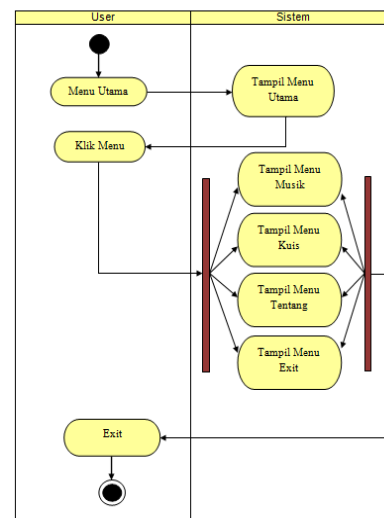 User
Sistem
Menu Utama
Tampil Menu
Utama
Klik Menu
Tampil Menu
Musik
Tampil Menu
Kuis
Tampil Menu
Tentang
Tampil Menu
Exit
Exit